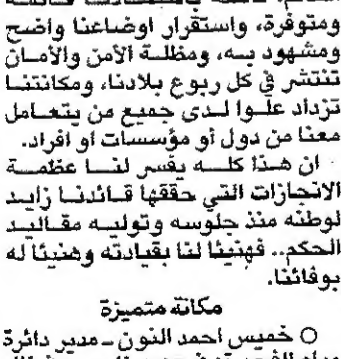 ومتوفرة، واستقرار اوضاعنا واضح
ومشهود به، ومظلة الأمن والأمان
تنتشر في كل ربوع بلادنا، ومكانتنا
تزداد علوا لدى جميع من يتعامل
معنا من دول أو مؤسسات او افراد.
ان هذا كله يفسر لنا عظمة
الانجازات التي حققها قائدنا زايد
لوطنه منذ جلوسه وتوليه مقاليد
الحكم.. فهنيئا لنا بقيادته وهنيئا له
بوفائنا.
مكانة متميزة
○ خميس احمد النون ـ مدير دائرة